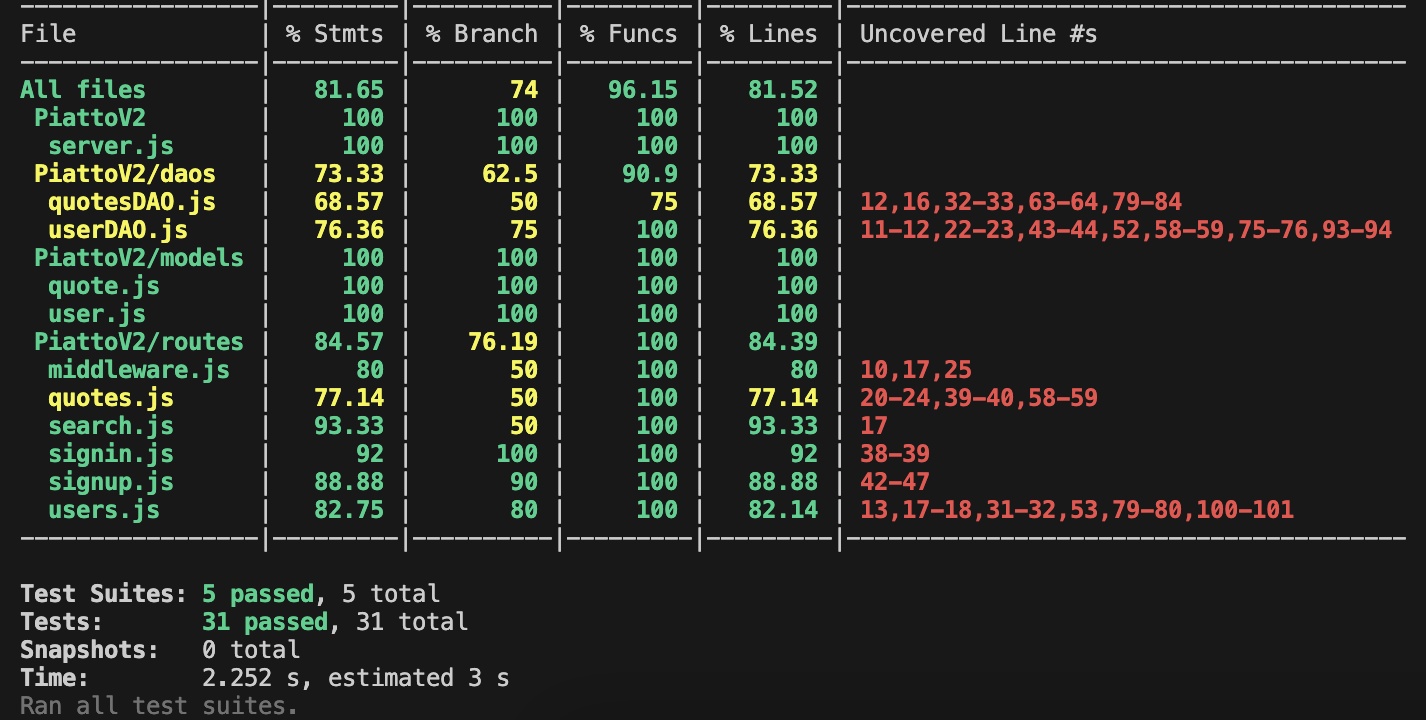 File | % Stmts | % Branch | % Funcs | % Lines | Uncovered Line #s
All files | 81.65 | 74 | 96.15 | 81.52 |
PiattoV2 | 100 | 100 | 100 | 100 |
server.js | 100 | 100 | 100 | 100 |
PiattoV2/daos | 73.33 | 62.5 | 90.9 | 73.33 |
quotesDAO.js | 68.57 | 50 | 75 | 68.57 | 12,16,32-33,63-64,79-84
userDAO.js | 76.36 | 75 | 100 | 76.36 | 11-12,22-23,43-44,52,58-59,75-76,93-94
PiattoV2/models | 100 | 100 | 100 | 100 |
quote.js | 100 | 100 | 100 | 100 |
user.js | 100 | 100 | 100 | 100 |
PiattoV2/routes | 84.57 | 76.19 | 100 | 84.39 |
middleware.js | 80 | 50 | 100 | 80 | 10,17,25
quotes.js | 77.14 | 50 | 100 | 77.14 | 20-24,39-40,58-59
search.js | 93.33 | 50 | 100 | 93.33 | 17
signin.js | 92 | 100 | 100 | 92 | 38-39
signup.js | 88.88 | 90 | 100 | 88.88 | 42-47
users.js | 82.75 | 80 | 100 | 82.14 | 13,17-18,31-32,53,79-80,100-101
Test Suites: 5 passed, 5 total
Tests: 31 passed, 31 total
Snapshots: 0 total
Time: 2.252 s, estimated 3 s
Ran all test suites.